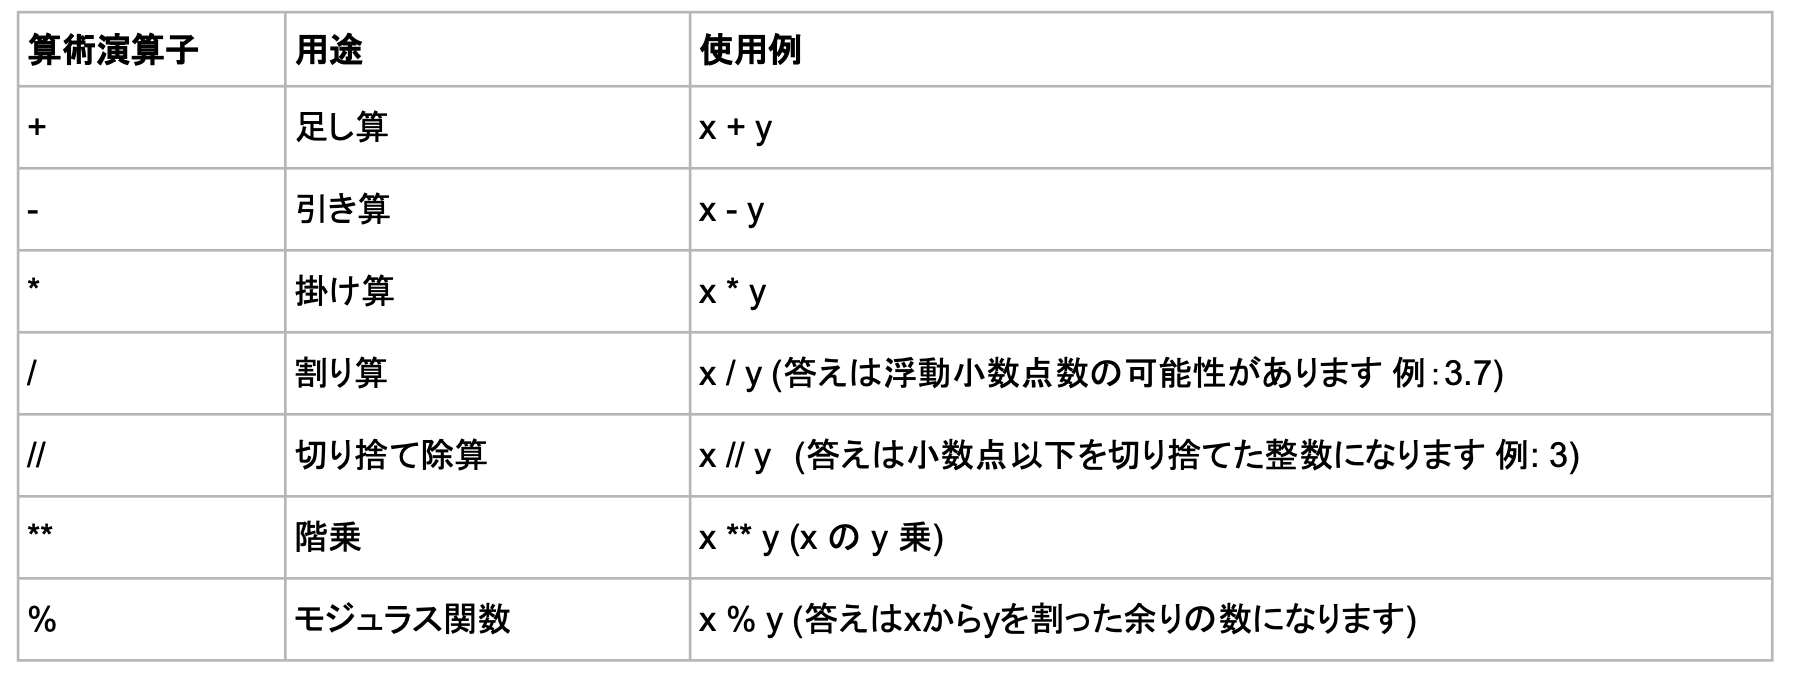 算術演算子 用途 使用例
+ 足し算 x + y
- 引き算 x - y
* 掛け算 x * y
/ 割り算 x / y (答えは浮動小数点数の可能性があります 例：3.7)
// 切り捨て除算 x // y (答えは小数点以下を切り捨てた整数になります 例: 3)
** 階乗 x ** y (x の y 乗)
% モジュラス関数 x % y (答えはxからyを割った余りの数になります)